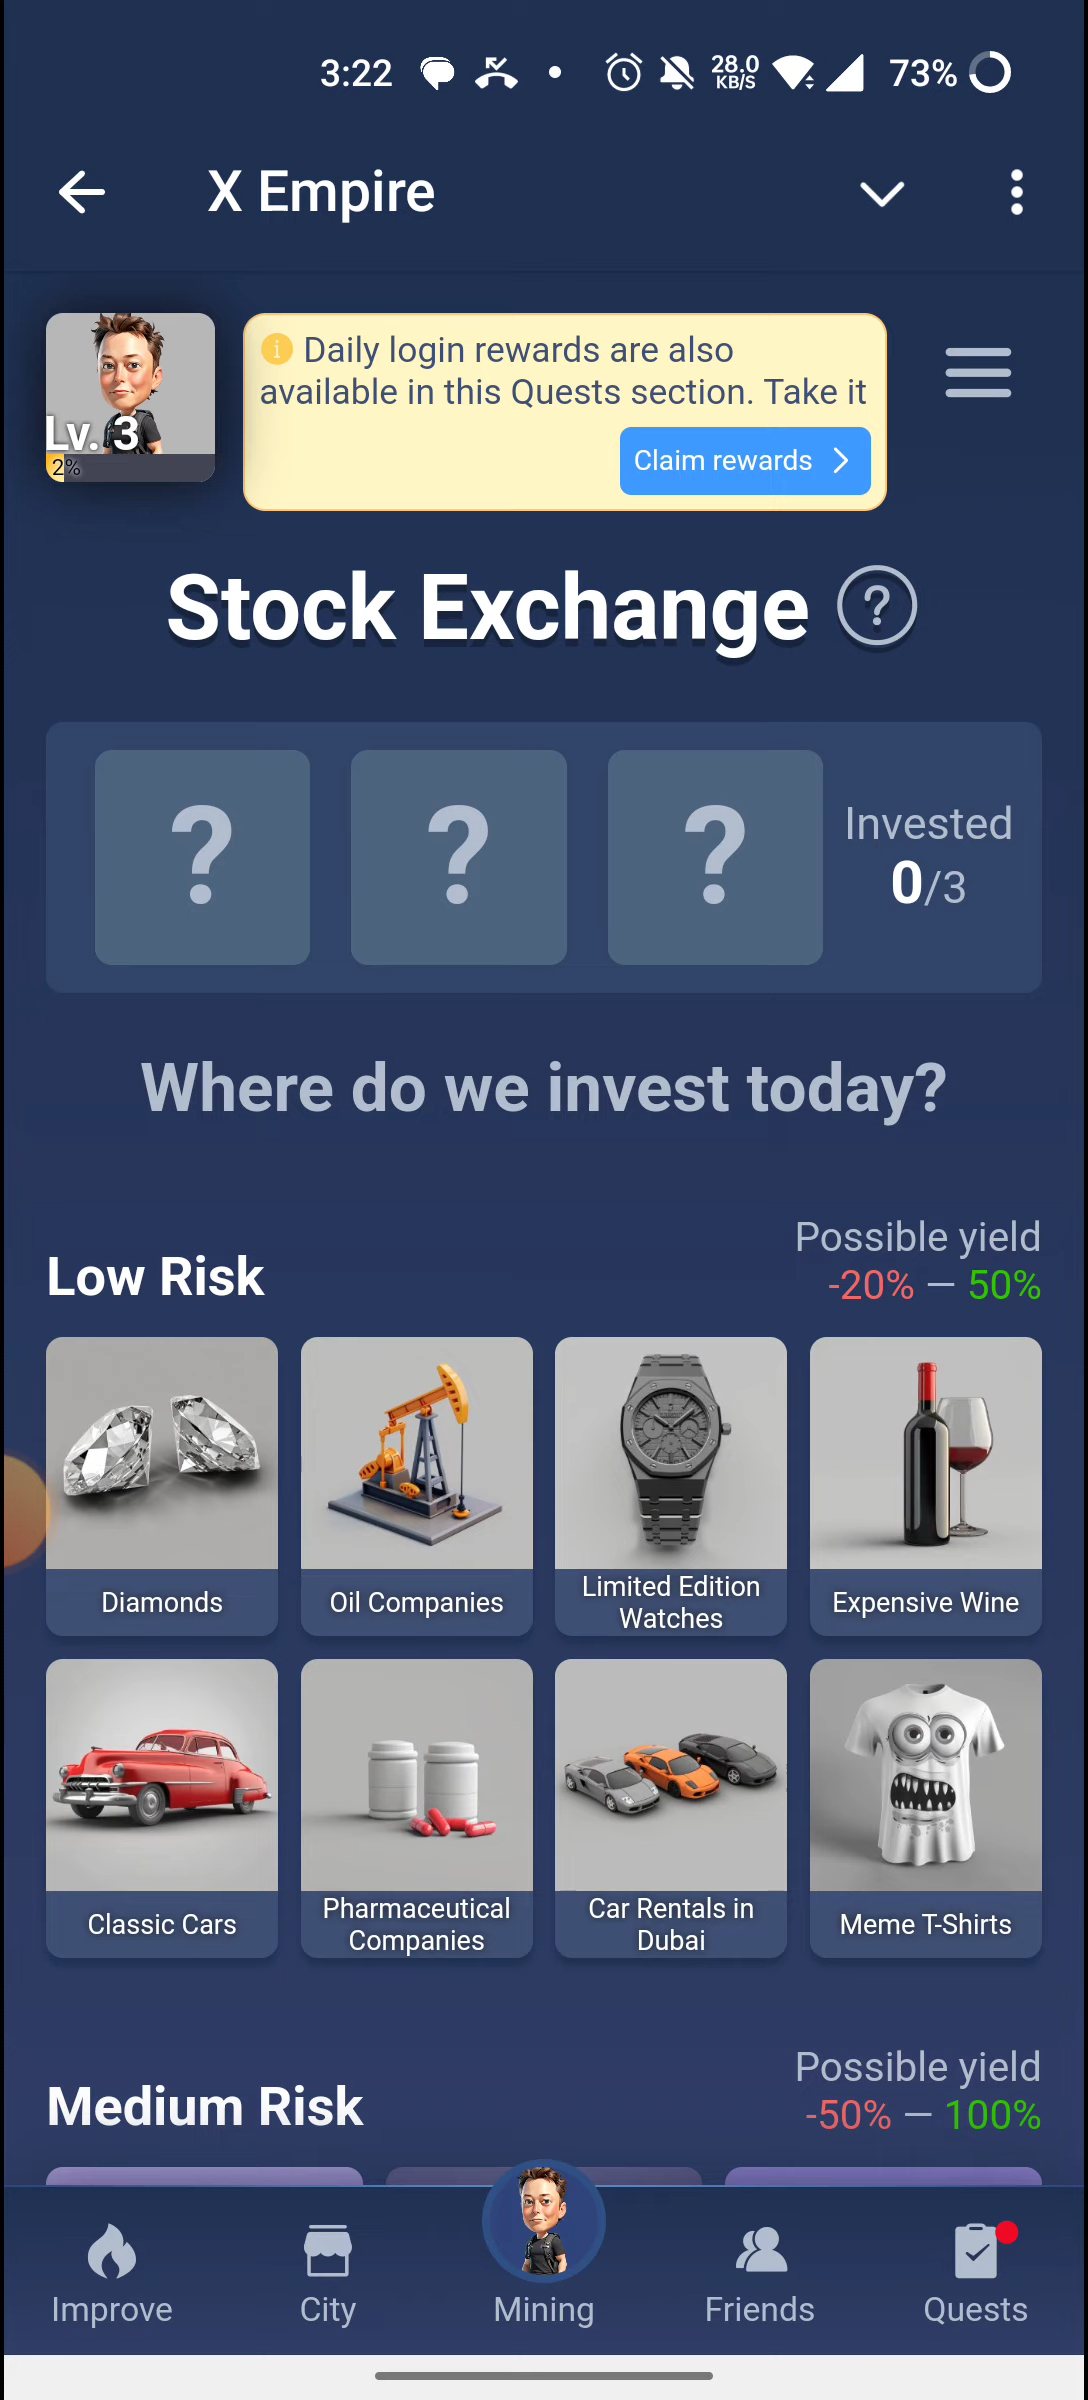 3:22
28.0
KB/S
73%
X Empire
Lv. 3
2%
Daily login rewards are also
available in this Quests section. Take it
Claim rewards
Stock Exchange ?
? ? ?
Invested
0/3
Where do we invest today?
Low Risk
Possible yield
-20% — 50%
Diamonds
Oil Companies
Limited Edition
Watches
Expensive Wine
Classic Cars
Pharmaceutical
Companies
Car Rentals in
Dubai
Meme T-Shirts
Medium Risk
Possible yield
-50% — 100%
Improve
City
Mining
Friends
Quests